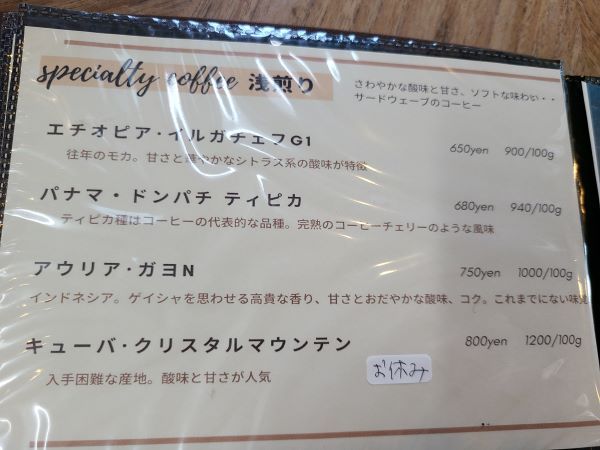 specialty coffee 浅煎り
さわやかな酸味と甘さ、ソフトな味わい・・
サードウェーブのコーヒー
エチオピア・イルガチェフG1 650yen 900/100g
往年のモカ。甘さと華やかなシトラス系の酸味が特徴
パナマ・ドンパチ ティピカ 680yen 940/100g
ティピカ種はコーヒーの代表的な品種。完熟のコーヒーチェリーのような風味
アウリア・ガヨN 750yen 1000/100g
インドネシア。ゲイシャを思わせる高貴な香り、甘さとおだやかな酸味、コク。これまでにない味覚
キューバ・クリスタルマウンテン 800yen 1200/100g
入手困難な産地。酸味と甘さが人気
お休み